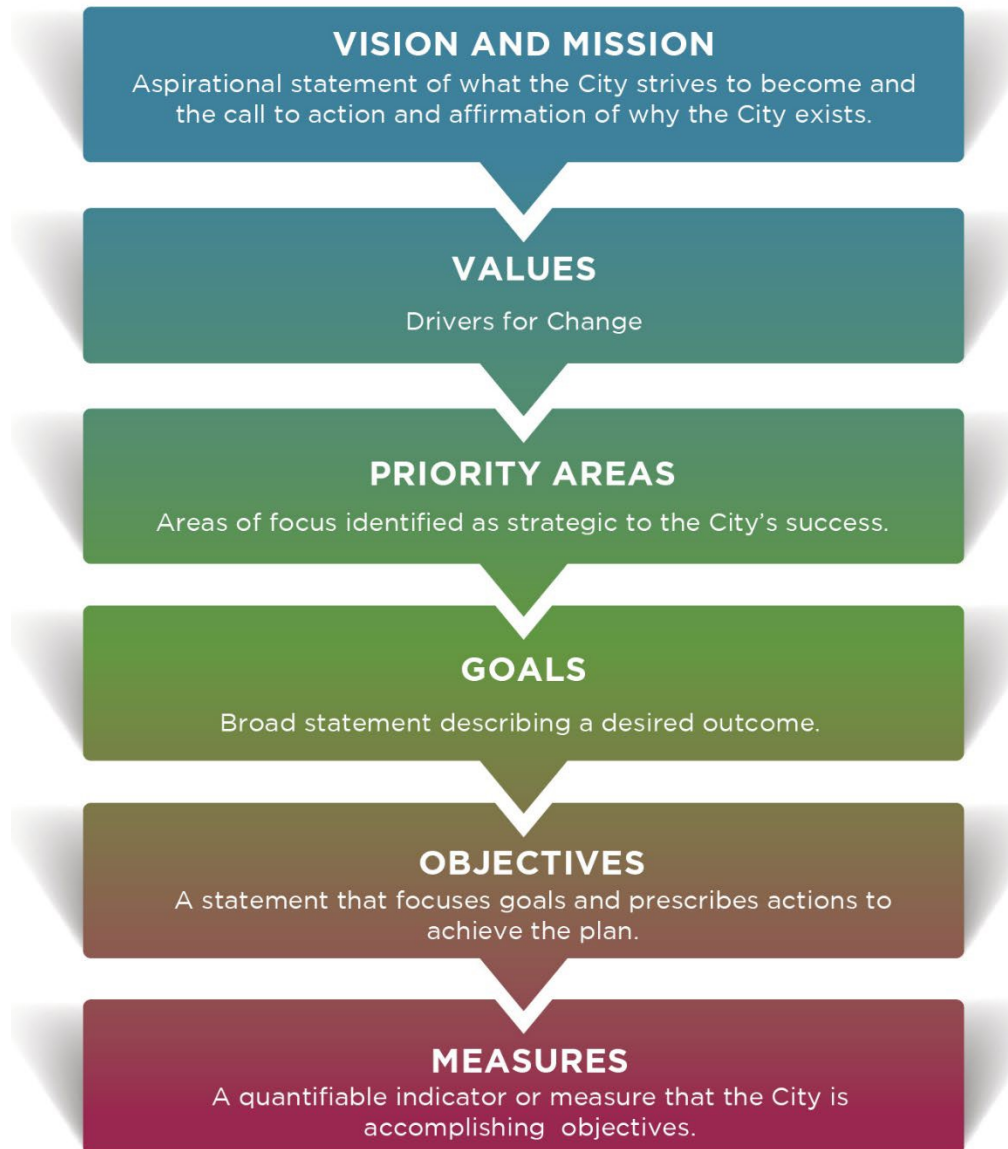 VISION AND MISSION
Aspirational statement of what the City strives to become and
the call to action and affirmation of why the City exists.
VALUES
Drivers for Change
PRIORITY AREAS
Areas of focus identified as strategic to the City’s success.
GOALS
Broad statement describing a desired outcome.
OBJECTIVES
A statement that focuses goals and prescribes actions to
achieve the plan.
MEASURES
A quantifiable indicator or measure that the City is
accomplishing  objectives.